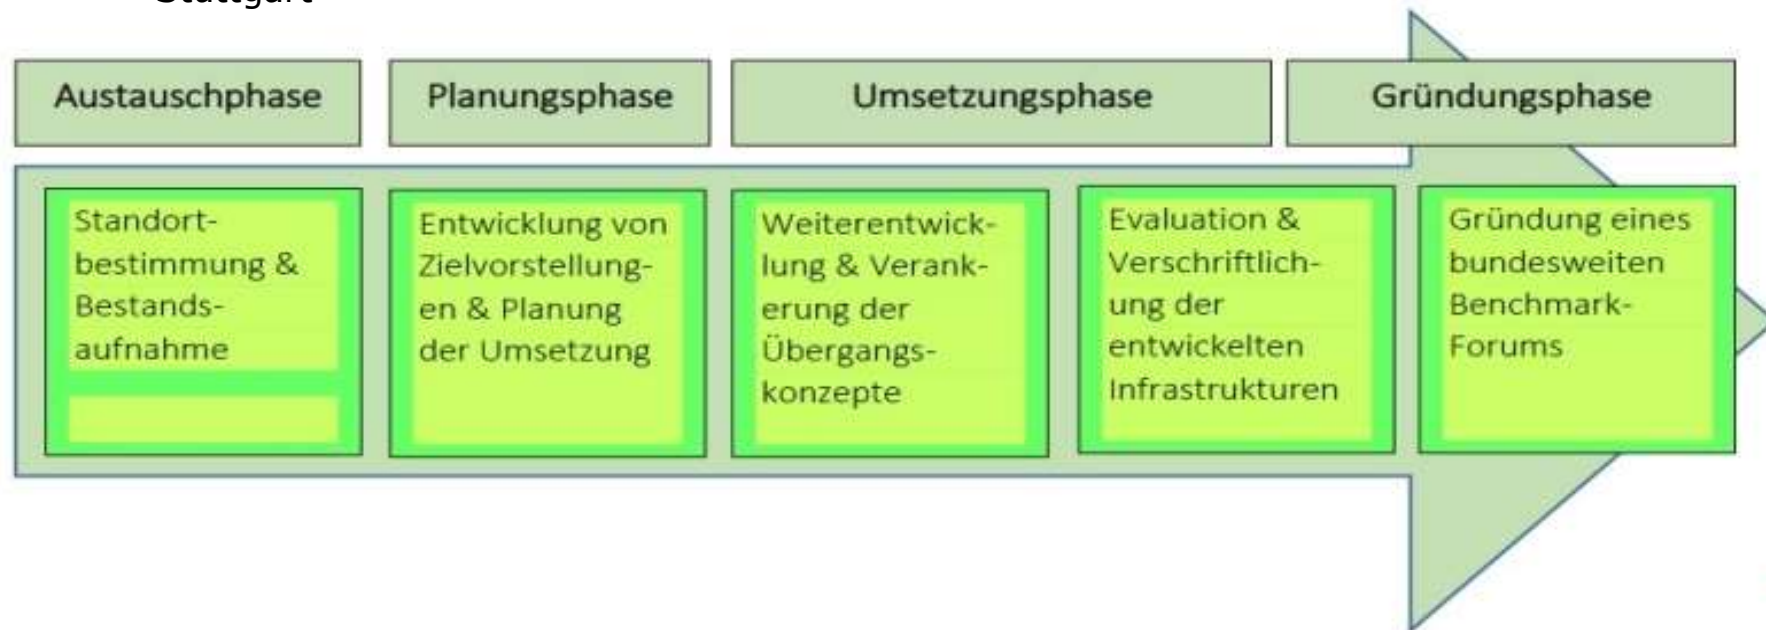 Stuttgart
Austauschphase
Planungsphase
Umsetzungsphase
Gründungsphase
Standort-
bestimmung &
Bestands-
aufnahme
Entwicklung von
Zielvorstellung-
en & Planung
der Umsetzung
Weiterentwick-
lung & Verank-
erung der
Übergangs-
konzepte
Evaluation &
Verschriftlich-
ung der
entwickelten
Infrastrukturen
Gründung eines
bundesweiten
Benchmark-
Forums